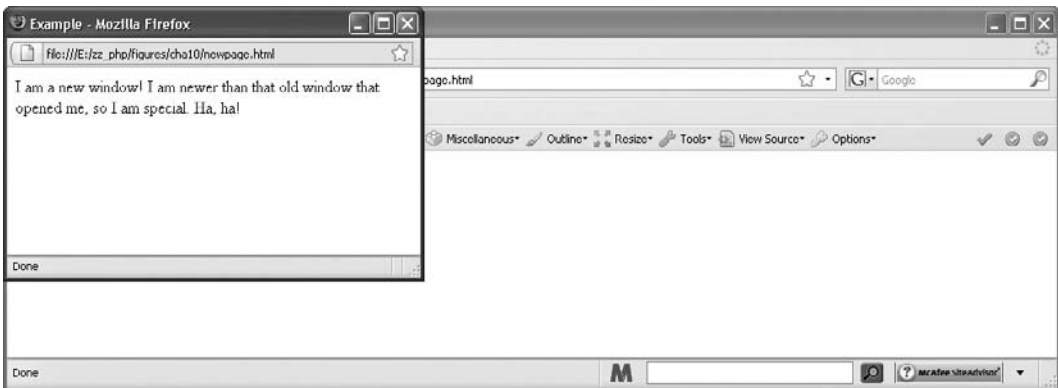 Example - Mozilla Firefox
file:///E:/zz_php/figures/cha10/newpage.html
I am a new window! I am newer than that old window that
opened me, so I am special. Ha, ha!
Done
page.html
G Google
Miscellaneous Outline Resize Tools View Source Options
Done
M
? McAfee SiteAdvisor